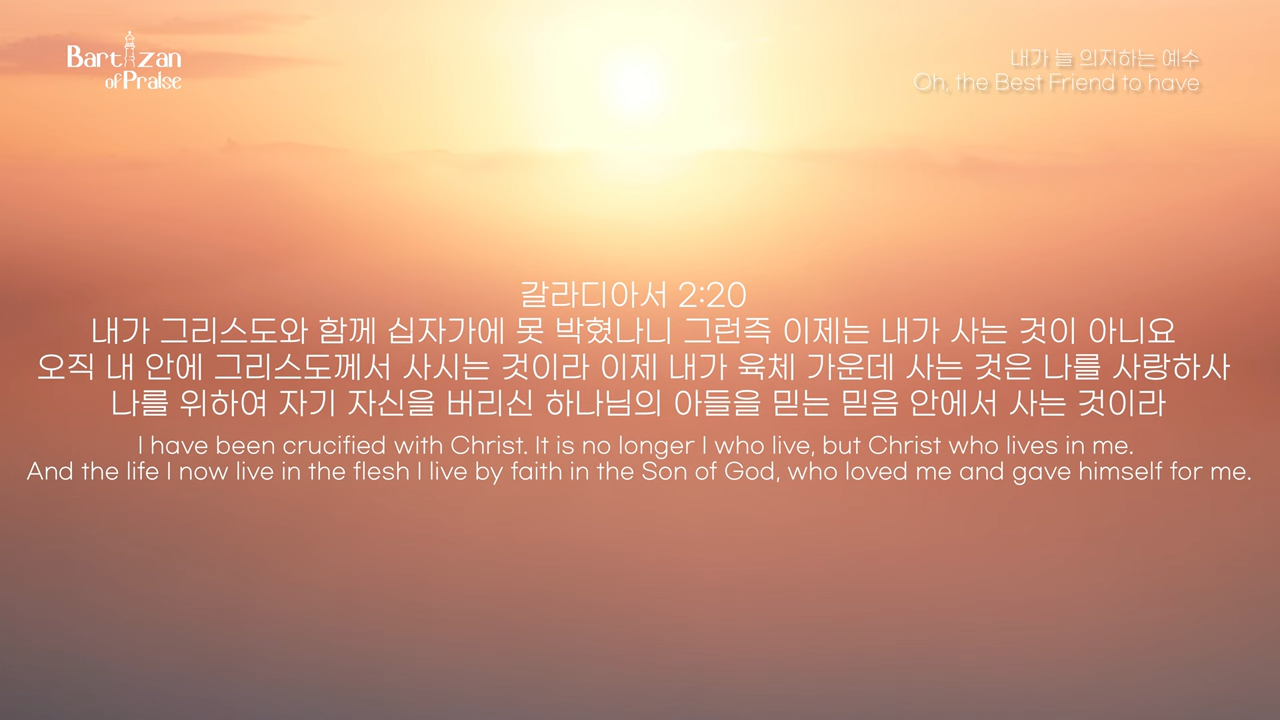 Bartizan
of Praise
내가 늘 의지하는 예수
Oh, the Best Friend to have
갈라디아서 2:20
내가 그리스도와 함께 십자가에 못 박혔나니 그런즉 이제는 내가 사는 것이 아니요
오직 내 안에 그리스도께서 사시는 것이라 이제 내가 육체 가운데 사는 것은 나를 사랑하사
나를 위하여 자기 자신을 버리신 하나님의 아들을 믿는 믿음 안에서 사는 것이라
I have been crucified with Christ. It is no longer I who live, but Christ who lives in me.
And the life I now live in the flesh I live by faith in the Son of God, who loved me and gave himself for me.